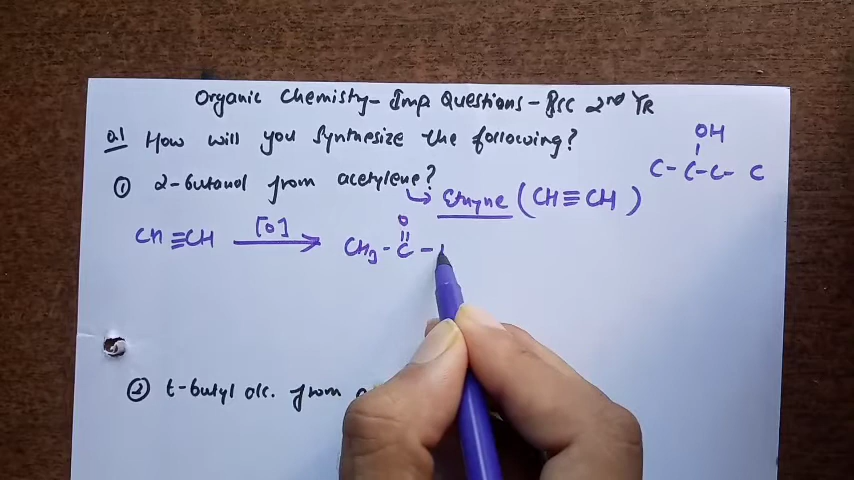 Organic Chemistry - Imp Questions - BSC 2nd YR
Q1 How will you synthesize the following?
① 2-butanol from acetylene?
↳ Ethyne (CH≡CH)
OH
C-C-C-C
CH≡CH [O] → CH3-C-
O
② t-butyl alc. from